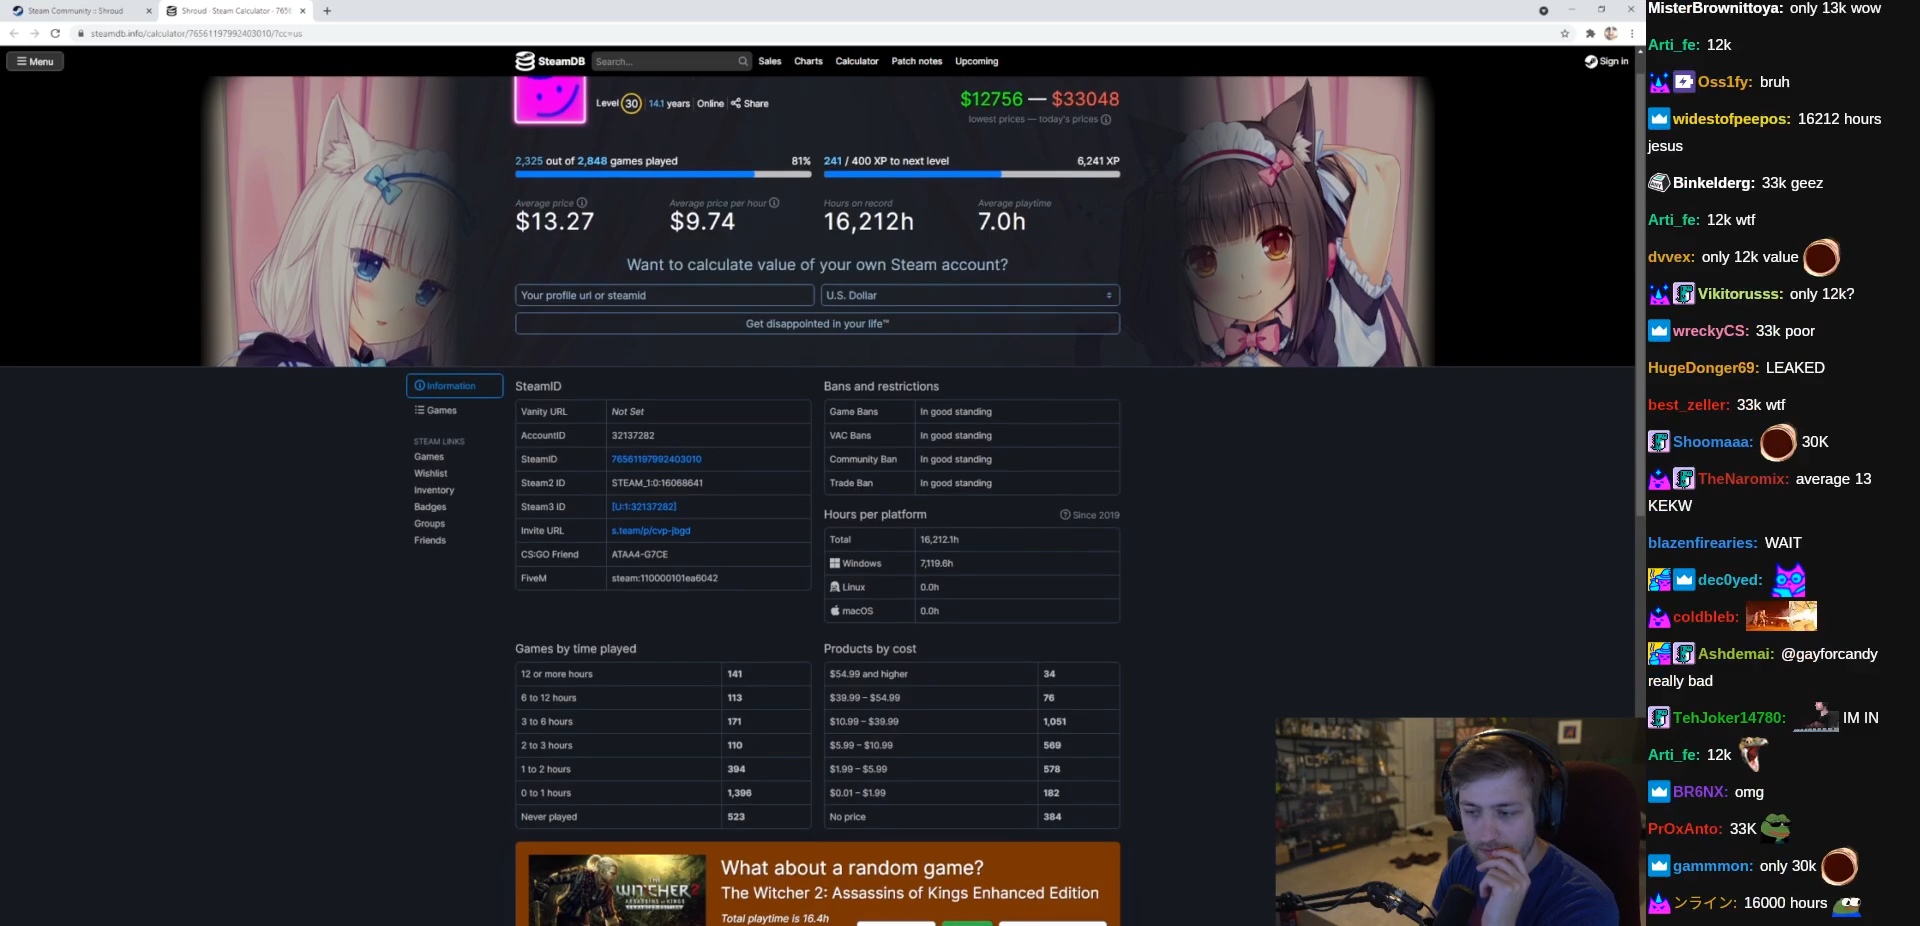 Steam Community :: Shroud
Shroud · Steam Calculator · 765
steamdb.info/calculator/76561197992403010/?cc=us
Menu
SteamDB
Search...
Sales
Charts
Calculator
Patch notes
Upcoming
Sign in
Level 30 14.1 years Online Share
$12756 — $33048
lowest prices — today's prices
2,325 out of 2,848 games played 81%
241 / 400 XP to next level 6,241 XP
Average price
$13.27
Average price per hour
$9.74
Hours on record
16,212h
Average playtime
7.0h
Want to calculate value of your own Steam account?
Your profile url or steamid
U.S. Dollar
Get disappointed in your life™
Information
Games
STEAM LINKS
Games
Wishlist
Inventory
Badges
Groups
Friends
SteamID
Vanity URL Not Set
AccountID 32137282
SteamID 76561197992403010
Steam2 ID STEAM_1:0:16068641
Steam3 ID [U:1:32137282]
Invite URL s.team/p/cvp-jbgd
CS:GO Friend ATAA4-G7CE
FiveM steam:110000101ea6042
Bans and restrictions
Game Bans In good standing
VAC Bans In good standing
Community Ban In good standing
Trade Ban In good standing
Hours per platform Since 2019
Total 16,212.1h
Windows 7,119.6h
Linux 0.0h
macOS 0.0h
Games by time played
12 or more hours 141
6 to 12 hours 113
3 to 6 hours 171
2 to 3 hours 110
1 to 2 hours 394
0 to 1 hours 1,396
Never played 523
Products by cost
$54.99 and higher 34
$39.99 – $54.99 76
$10.99 – $39.99 1,051
$5.99 – $10.99 569
$1.99 – $5.99 578
$0.01 – $1.99 182
No price 384
THE
WITCHER 2
What about a random game?
The Witcher 2: Assassins of Kings Enhanced Edition
Total playtime is 16.4h
MisterBrownittoya: only 13k wow
Arti_fe: 12k
Oss1fy: bruh
widestofpeepos: 16212 hours
jesus
Binkelderg: 33k geez
Arti_fe: 12k wtf
dvvex: only 12k value
Vikitorusss: only 12k?
wreckyCS: 33k poor
HugeDonger69: LEAKED
best_zeller: 33k wtf
Shoomaaa: 30K
TheNaromix: average 13
KEKW
blazenfirearies: WAIT
dec0yed:
coldbleb:
Ashdemai: @gayforcandy
really bad
TehJoker14780: IM IN
Arti_fe: 12k
BR6NX: omg
PrOxAnto: 33K
gammmon: only 30k
ンライン: 16000 hours